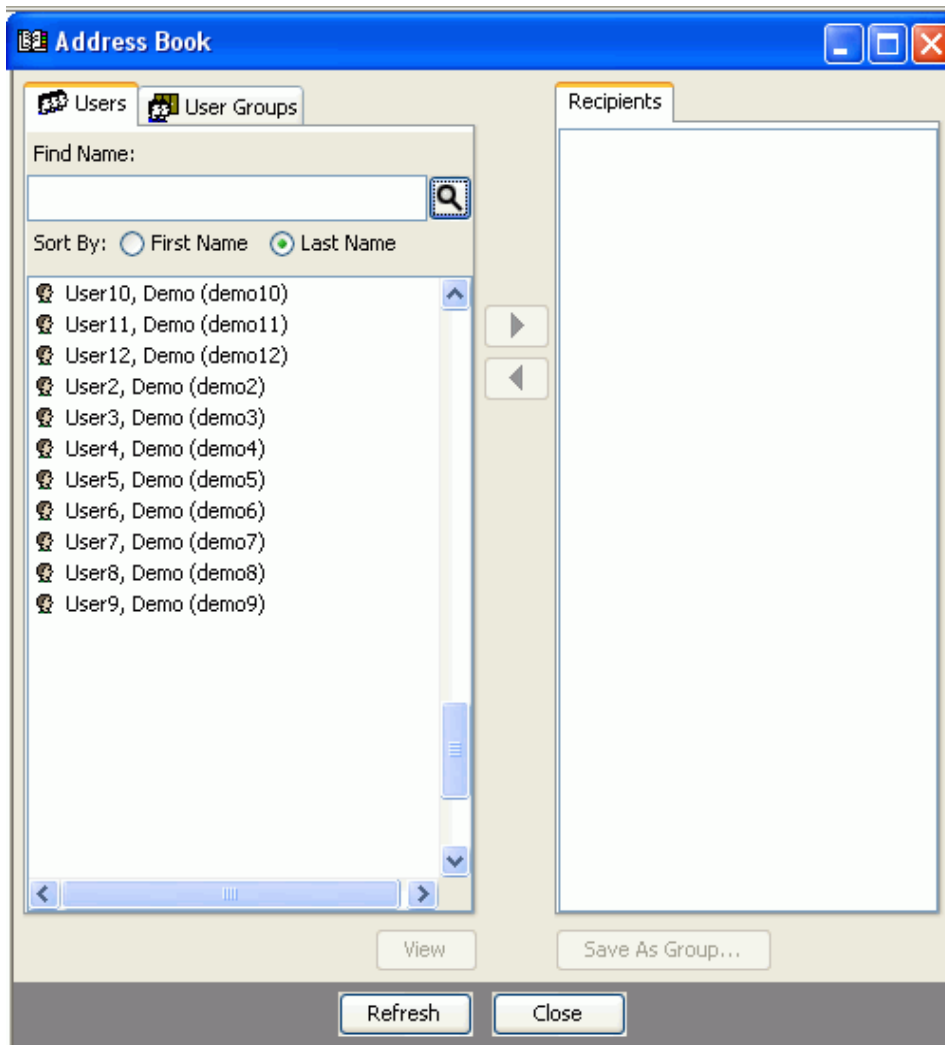 Address Book
Users
User Groups
Recipients
Find Name:
Sort By: First Name Last Name
User10, Demo (demo10)
User11, Demo (demo11)
User12, Demo (demo12)
User2, Demo (demo2)
User3, Demo (demo3)
User4, Demo (demo4)
User5, Demo (demo5)
User6, Demo (demo6)
User7, Demo (demo7)
User8, Demo (demo8)
User9, Demo (demo9)
View
Save As Group...
Refresh
Close